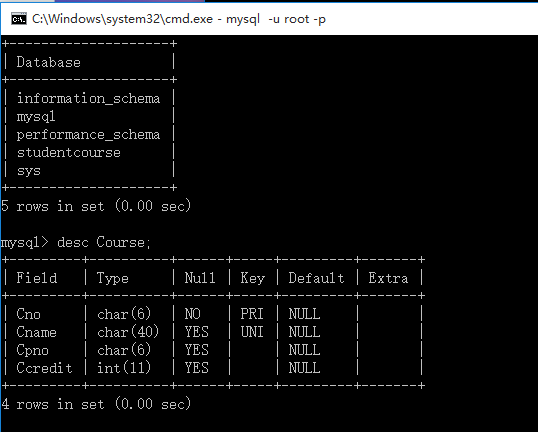 C:\Windows\system32\cmd.exe - mysql  -u root -p
+--------------------+
| Database           |
+--------------------+
| information_schema |
| mysql              |
| performance_schema |
| studentcourse      |
| sys                |
+--------------------+
5 rows in set (0.00 sec)
mysql> desc Course;
+---------+----------+------+-----+---------+-------+
| Field   | Type     | Null | Key | Default | Extra |
+---------+----------+------+-----+---------+-------+
| Cno     | char(6)  | NO   | PRI | NULL    |       |
| Cname   | char(40) | YES  | UNI | NULL    |       |
| Cpno    | char(6)  | YES  |     | NULL    |       |
| Ccredit | int(11)  | YES  |     | NULL    |       |
+---------+----------+------+-----+---------+-------+
4 rows in set (0.00 sec)